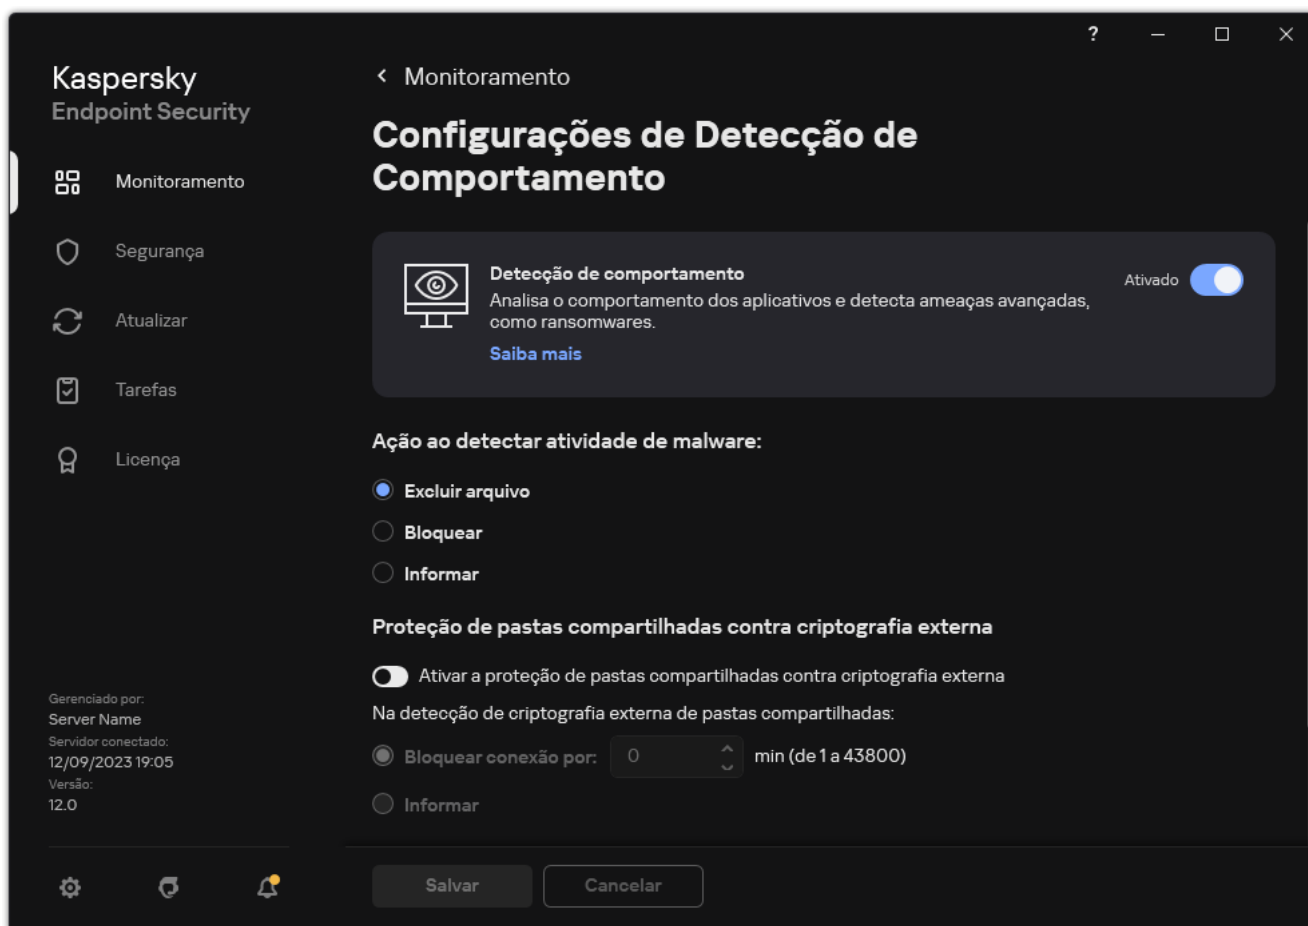 ?
Kaspersky
Endpoint Security
Monitoramento
Segurança
Atualizar
Tarefas
Licença
Gerenciado por:
Server Name
Servidor conectado:
12/09/2023 19:05
Versão:
12.0
Monitoramento
Configurações de Detecção de
Comportamento
Detecção de comportamento
Analisa o comportamento dos aplicativos e detecta ameaças avançadas,
como ransomwares.
Saiba mais
Ativado
Ação ao detectar atividade de malware:
Excluir arquivo
Bloquear
Informar
Proteção de pastas compartilhadas contra criptografia externa
Ativar a proteção de pastas compartilhadas contra criptografia externa
Na detecção de criptografia externa de pastas compartilhadas:
Bloquear conexão por: 0 min (de 1 a 43800)
Informar
Salvar Cancelar